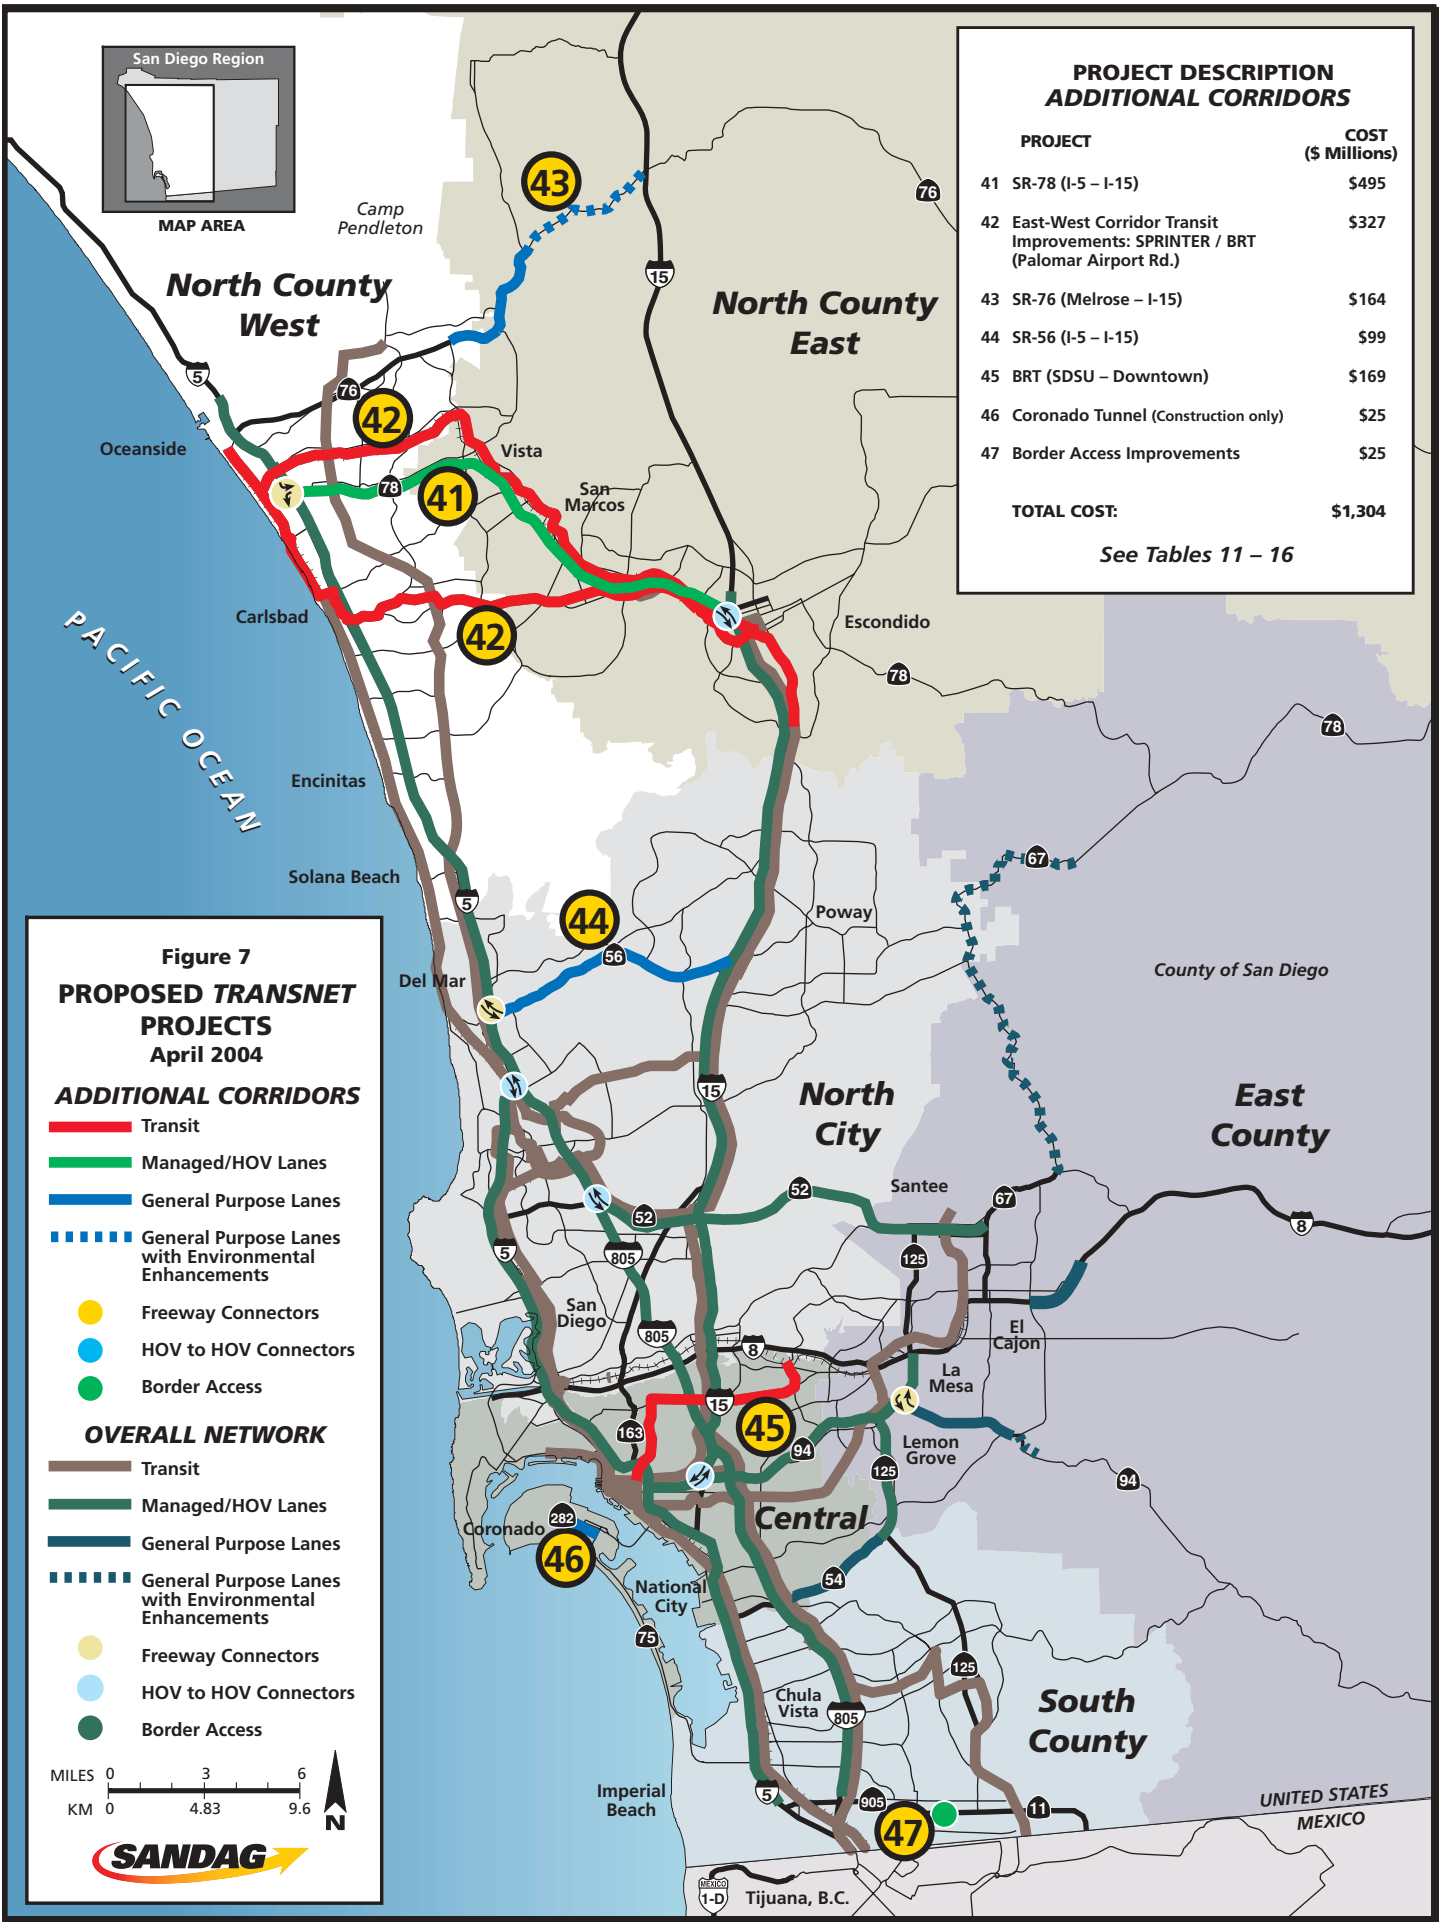 San Diego Region
MAP AREA
PROJECT DESCRIPTION
ADDITIONAL CORRIDORS
PROJECT
COST
($ Millions)
41 SR-78 (I-5 – I-15) $495
42 East-West Corridor Transit $327
Improvements: SPRINTER / BRT
(Palomar Airport Rd.)
43 SR-76 (Melrose – I-15) $164
44 SR-56 (I-5 – I-15) $99
45 BRT (SDSU – Downtown) $169
46 Coronado Tunnel (Construction only) $25
47 Border Access Improvements $25
TOTAL COST: $1,304
See Tables 11 – 16
43
76
Camp
Pendleton
15
North County
West
North County
East
5
76
42
Oceanside
Vista
78
41
San
Marcos
Carlsbad
42
Escondido
78
78
PACIFIC OCEAN
Encinitas
67
Solana Beach
5
44
Poway
56
County of San Diego
Del Mar
15
North
City
East
County
Santee
52
67
52
8
5
805
125
San
Diego
805
8
El
Cajon
La
Mesa
15
45
163
94
Lemon
Grove
125
94
282
Coronado
Central
46
54
National
City
75
125
Chula
Vista
805
South
County
Imperial
Beach
5
905
11
47
UNITED STATES
MEXICO
MEXICO
1-D
Tijuana, B.C.
Figure 7
PROPOSED TRANSNET
PROJECTS
April 2004
ADDITIONAL CORRIDORS
Transit
Managed/HOV Lanes
General Purpose Lanes
General Purpose Lanes
with Environmental
Enhancements
Freeway Connectors
HOV to HOV Connectors
Border Access
OVERALL NETWORK
Transit
Managed/HOV Lanes
General Purpose Lanes
General Purpose Lanes
with Environmental
Enhancements
Freeway Connectors
HOV to HOV Connectors
Border Access
MILES 0 3 6
KM 0 4.83 9.6
N
SANDAG